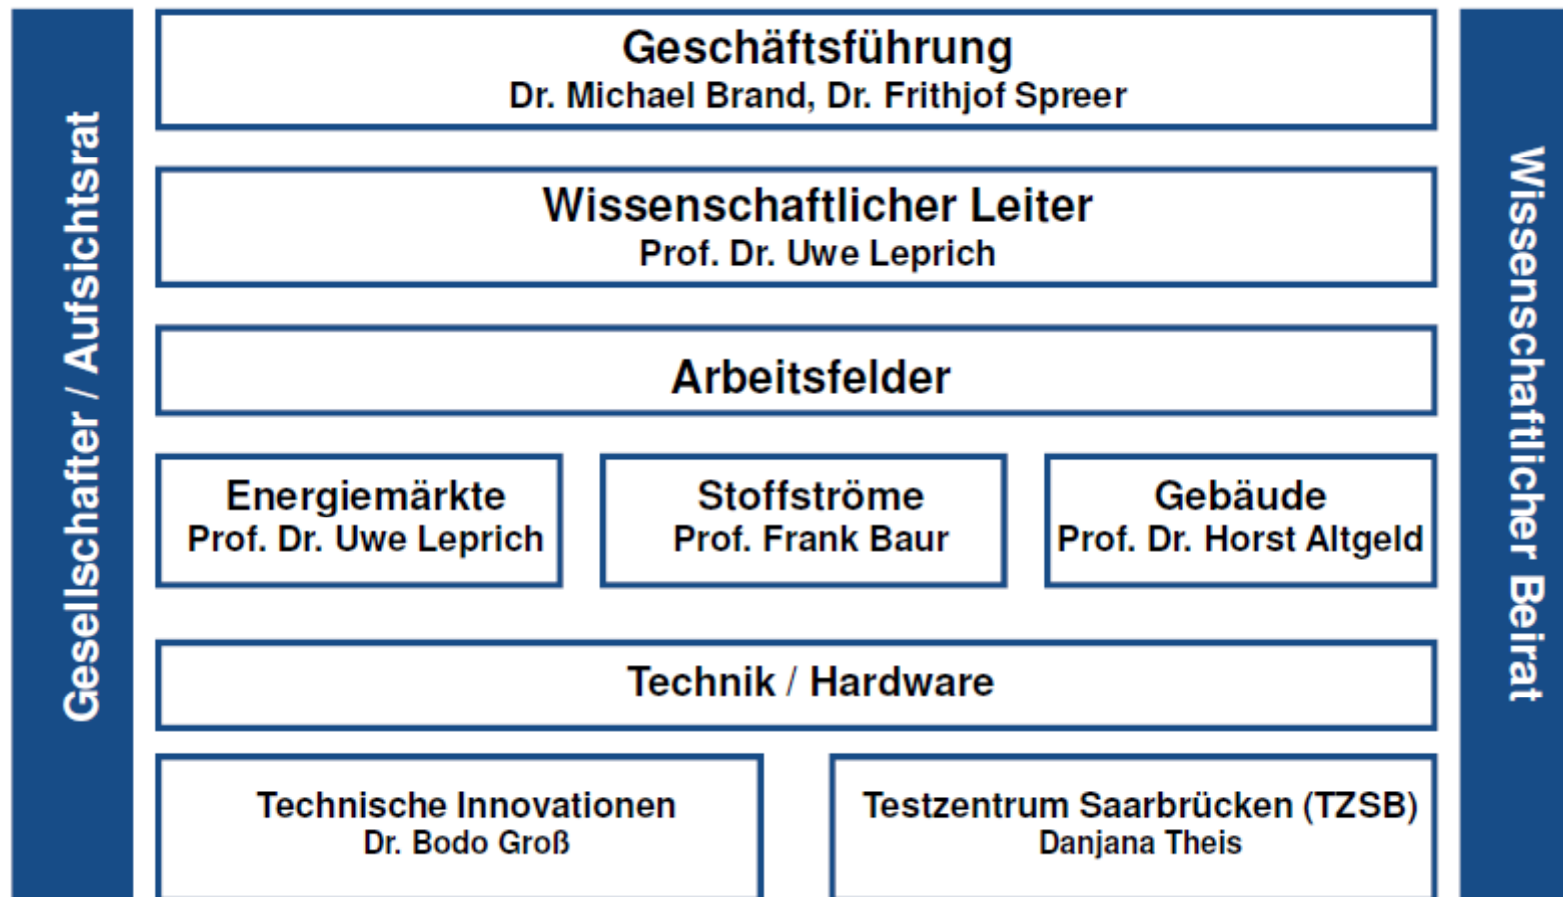 Gesellschafter / Aufsichtsrat
Geschäftsführung
Dr. Michael Brand, Dr. Frithjof Spreer
Wissenschaftlicher Leiter
Prof. Dr. Uwe Leprich
Arbeitsfelder
Energiemärkte
Prof. Dr. Uwe Leprich
Stoffströme
Prof. Frank Baur
Gebäude
Prof. Dr. Horst Altgeld
Technik / Hardware
Technische Innovationen
Dr. Bodo Groß
Testzentrum Saarbrücken (TZSB)
Danjana Theis
Wissenschaftlicher Beirat